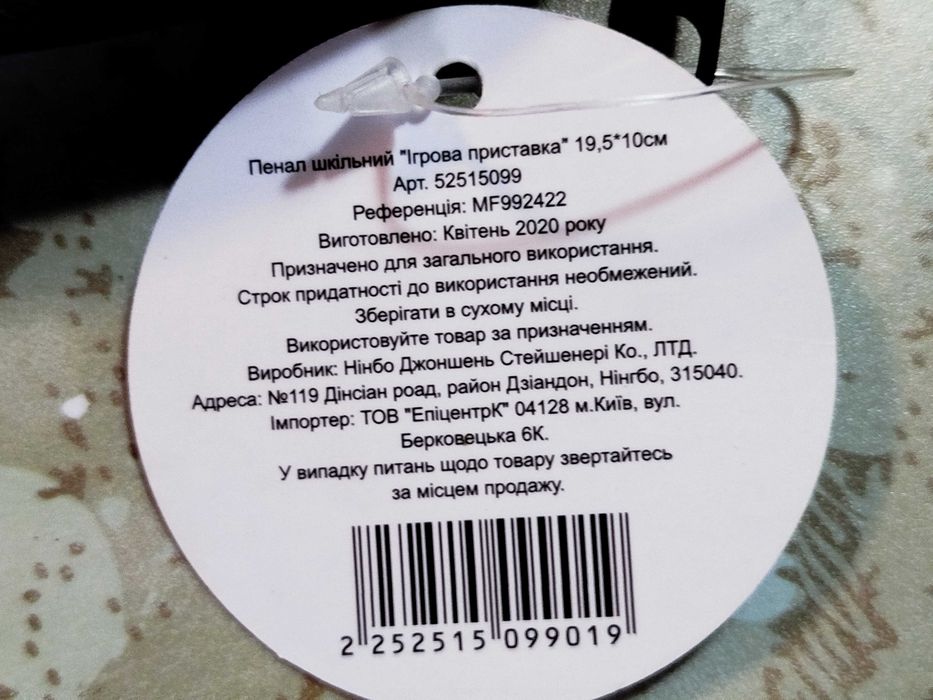 Пенал шкільний "Ігрова приставка" 19,5*10см
Арт. 52515099
Референція: MF992422
Виготовлено: Квітень 2020 року
Призначено для загального використання.
Строк придатності до використання необмежений.
Зберігати в сухому місці.
Використовуйте товар за призначенням.
Виробник: Нінбо Джоншень Стейшенері Ко., ЛТД.
Адреса: №119 Дінсіан роад, район Дзіандон, Нінгбо, 315040.
Імпортер: ТОВ "ЕпіцентрК" 04128 м.Київ, вул.
Берковецька 6К.
У випадку питань щодо товару звертайтесь
за місцем продажу.
2 252515 099019